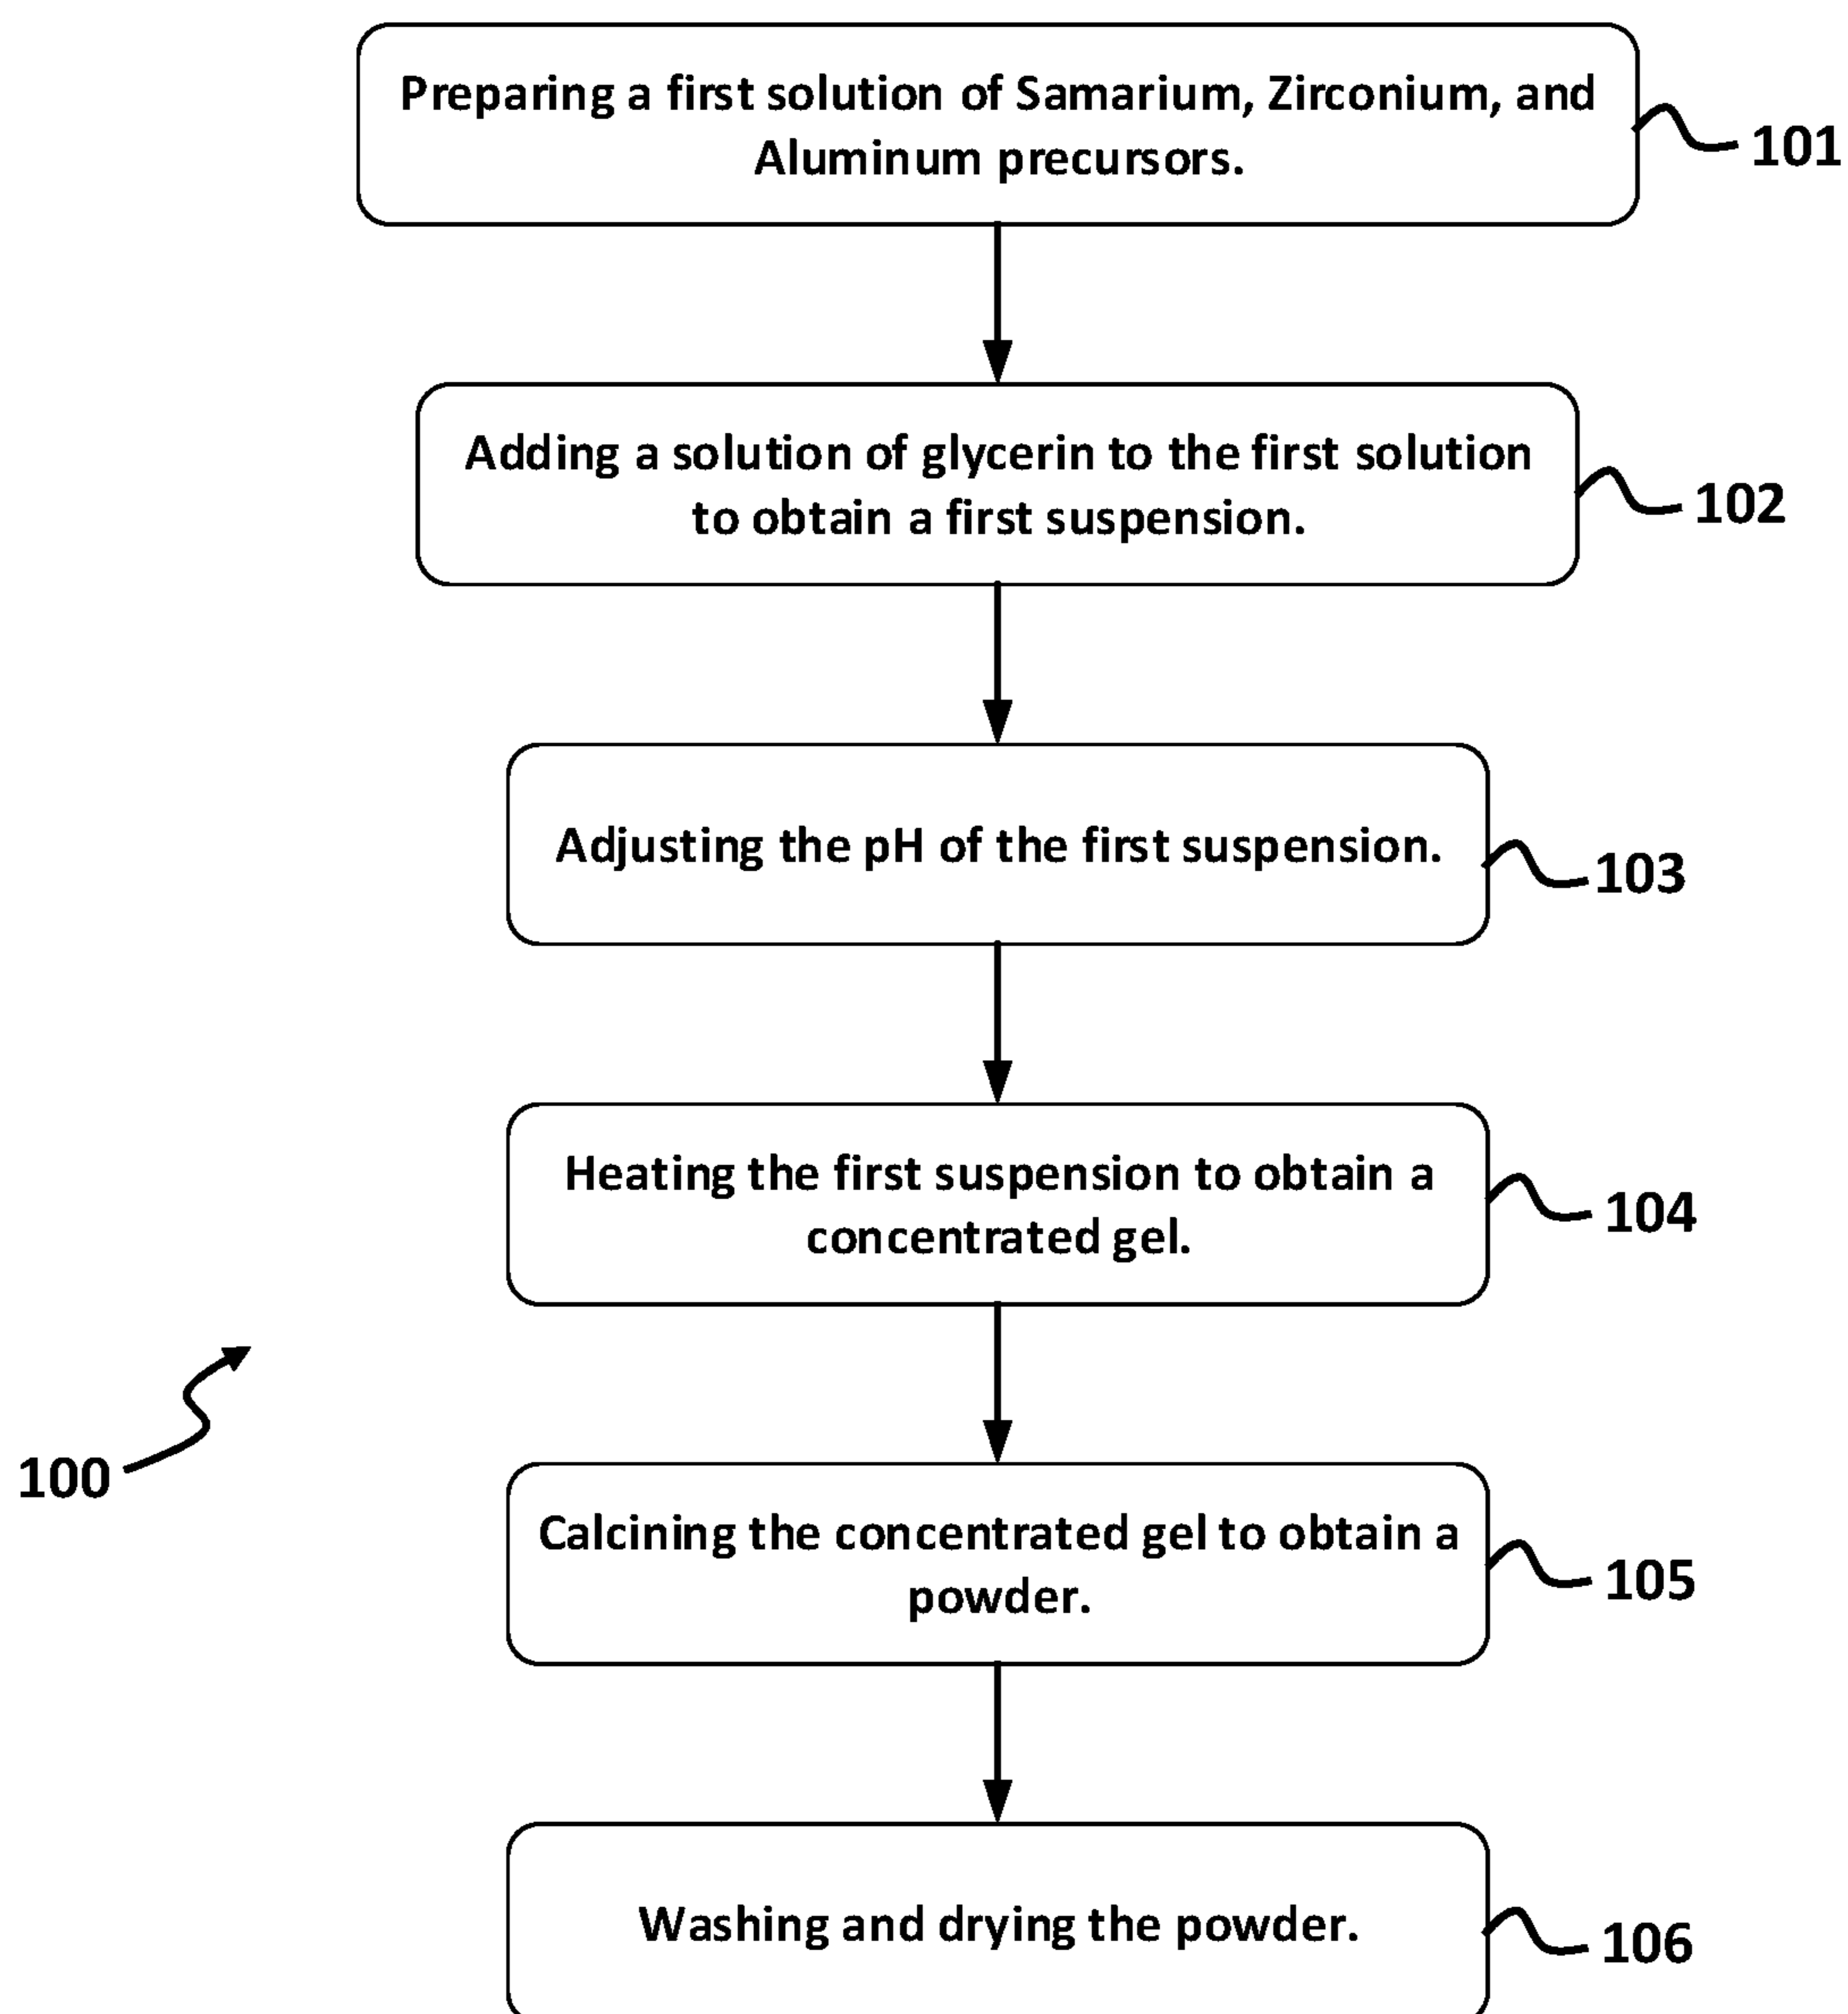 Preparing a first solution of Samarium, Zirconium, and
Aluminum precursors.
101
Adding a solution of glycerin to the first solution
to obtain a first suspension.
102
Adjusting the pH of the first suspension.
103
Heating the first suspension to obtain a
concentrated gel.
104
100
Calcining the concentrated gel to obtain a
powder.
105
Washing and drying the powder.
106